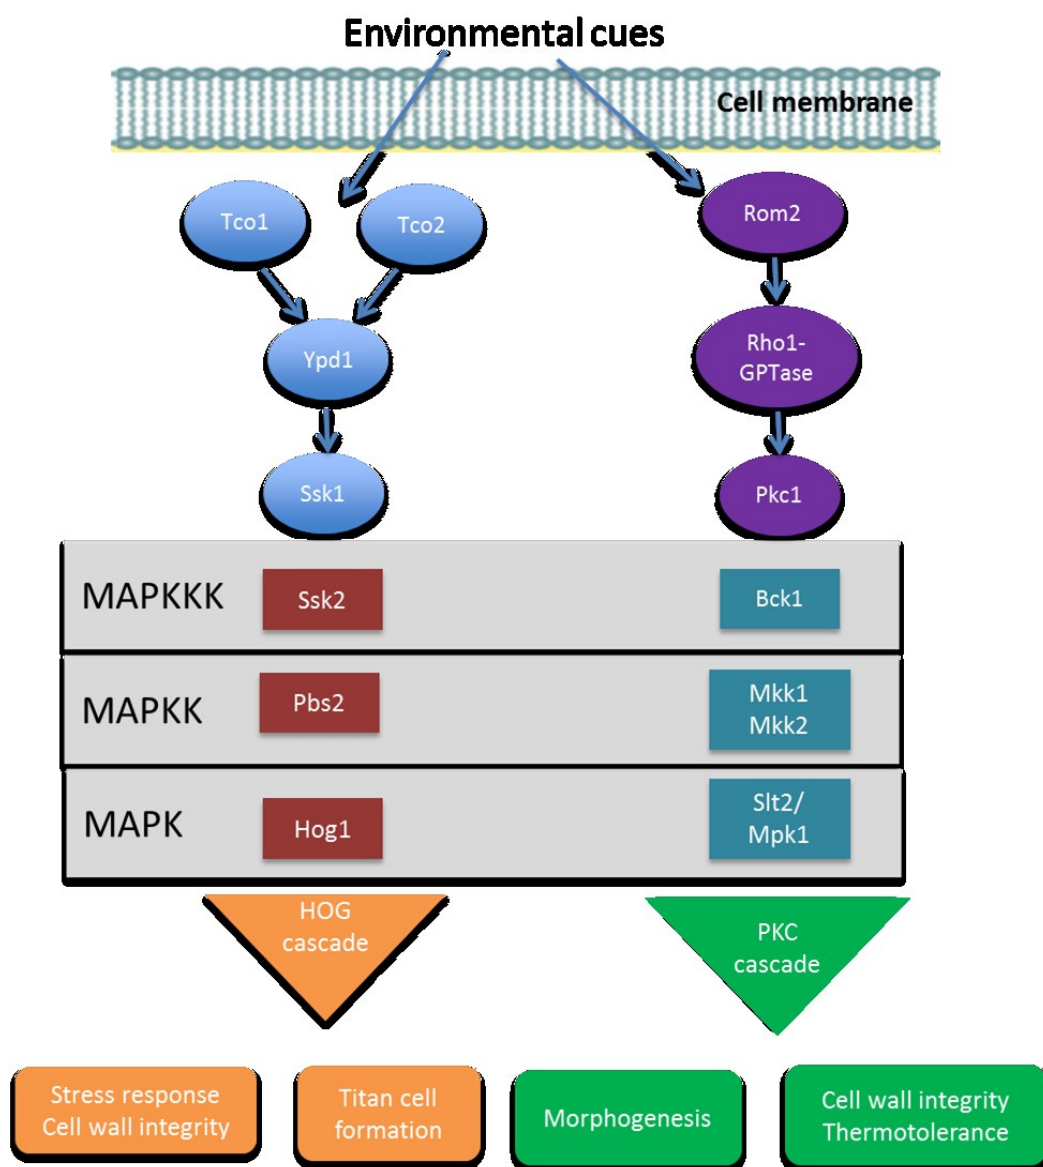 Environmental cues
Cell membrane
Tco1
Tco2
Rom2
Ypd1
Rho1-
GPTase
Ssk1
Pkc1
MAPKKK
Ssk2
Bck1
MAPKK
Pbs2
Mkk1
Mkk2
MAPK
Hog1
Slt2/
Mpk1
HOG
cascade
PKC
cascade
Stress response
Cell wall integrity
Titan cell
formation
Morphogenesis
Cell wall integrity
Thermotolerance